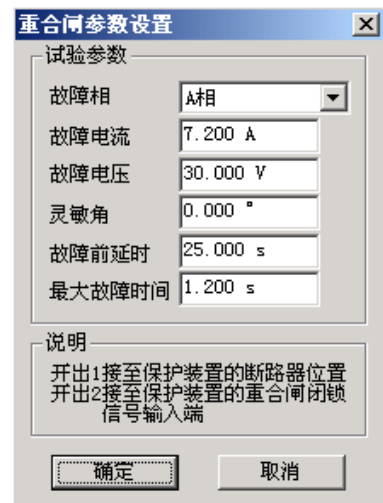 重合闸参数设置
试验参数
故障相 A相
故障电流 7.200 A
故障电压 30.000 V
灵敏角 0.000 °
故障前延时 25.000 s
最大故障时间 1.200 s
说明
开出1接至保护装置的断路器位置
开出2接至保护装置的重合闸闭锁
信号输入端
确定 取消